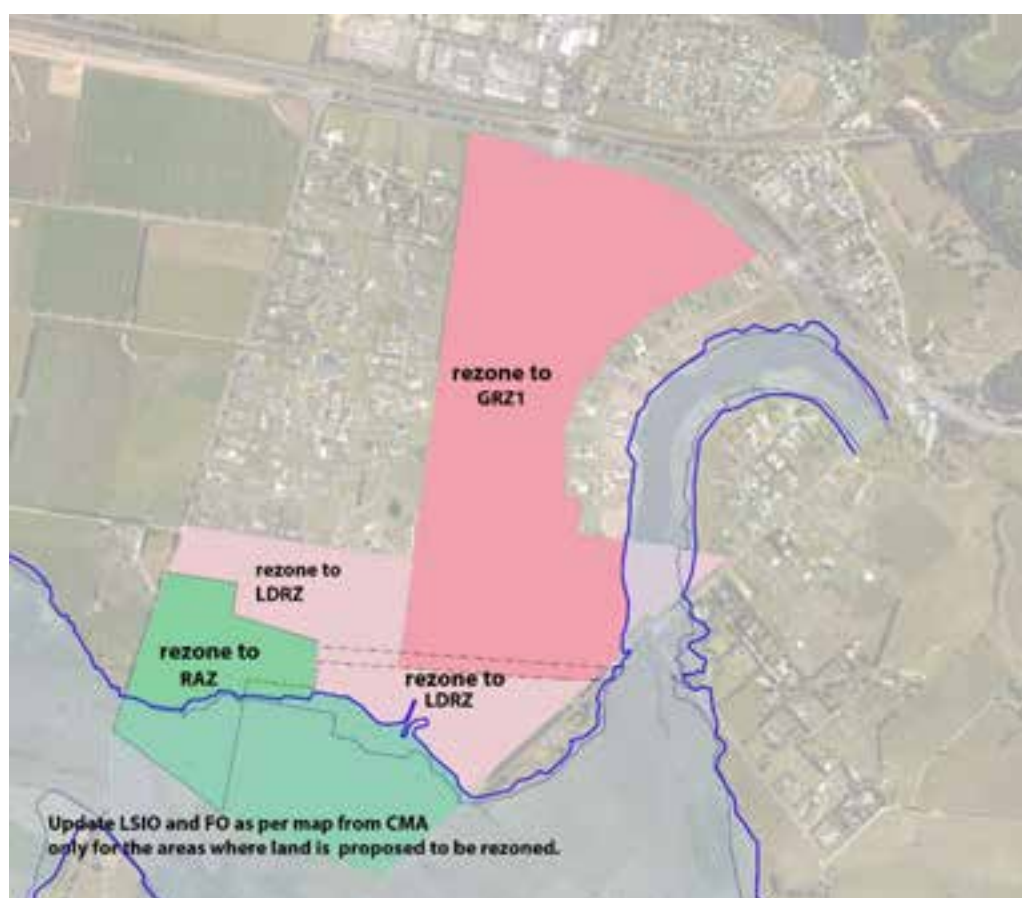 rezone to
GRZ1
rezone to
LDRZ
rezone to
RAZ
rezone to
LDRZ
Update LSIO and FO as per map from CMA
only for the areas where land is proposed to be rezoned.